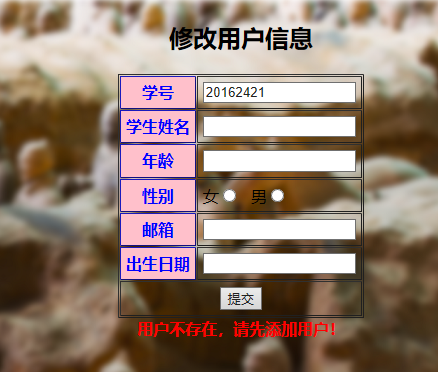 修改用户信息
学号 20162421
学生姓名
年龄
性别 女 男
邮箱
出生日期
提交
用户不存在，请先添加用户！